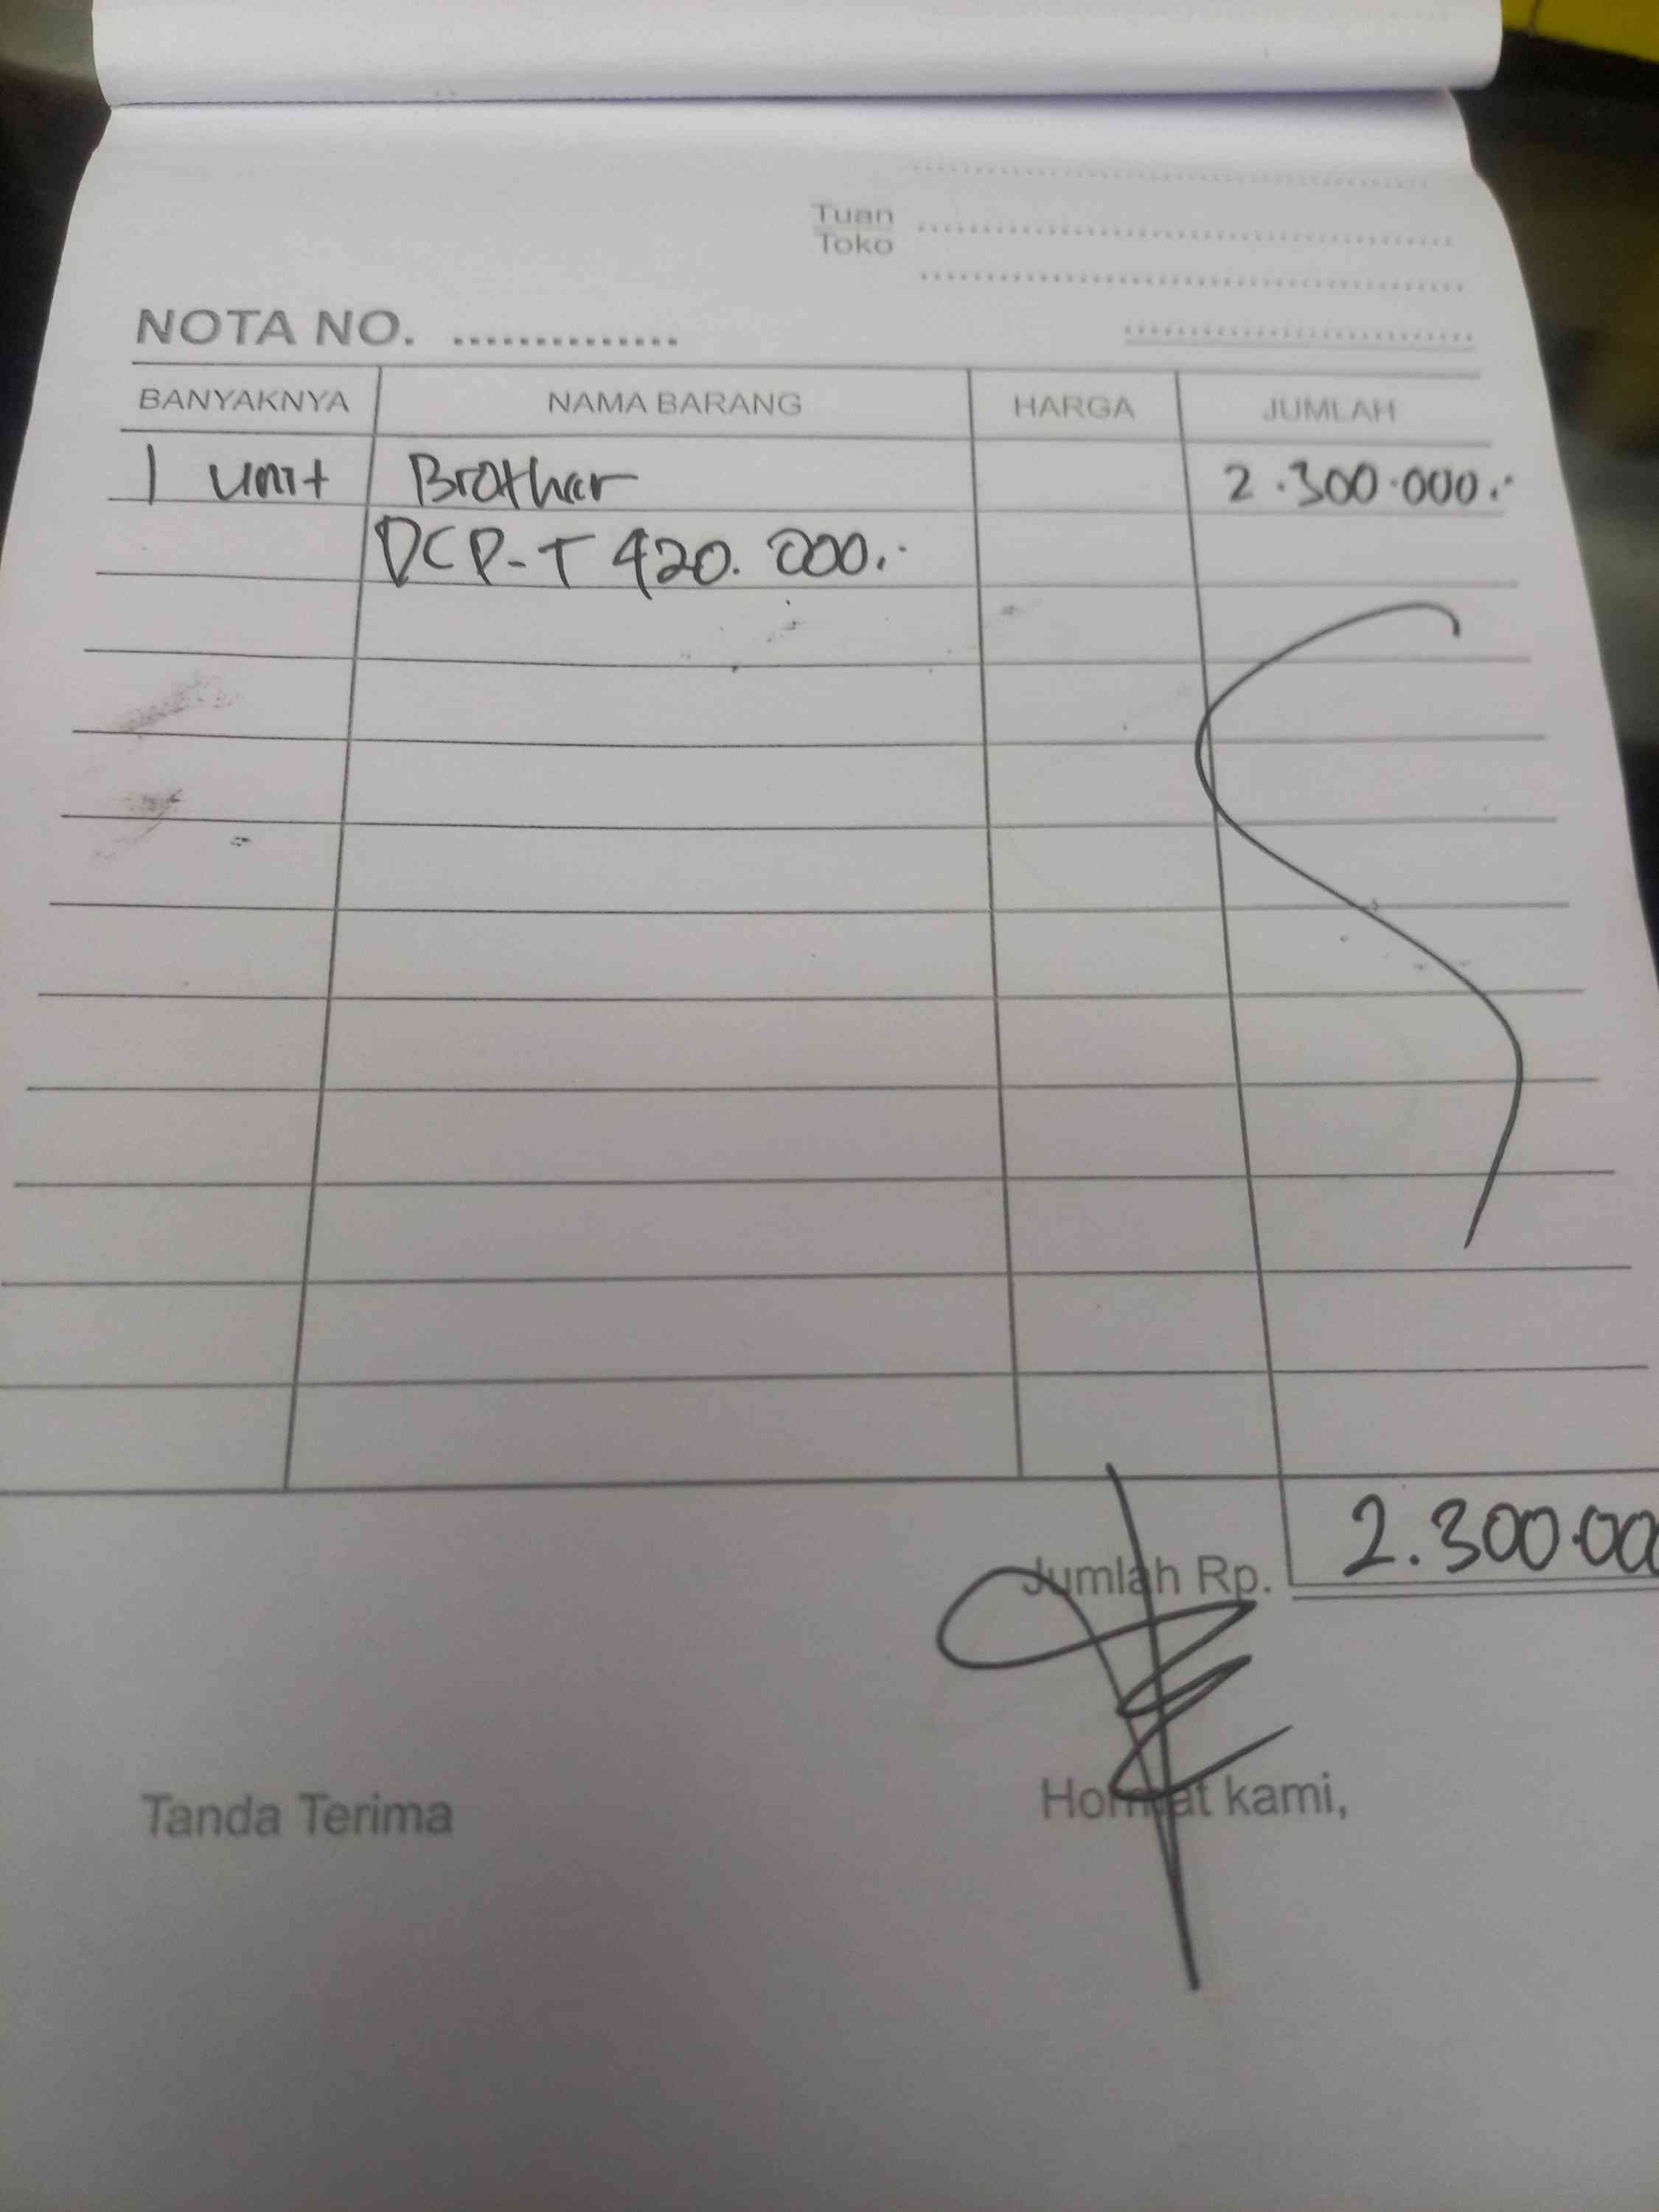 Tuan
Toko
NOTA NO. ..............
BANYAKNYA NAMA BARANG HARGA JUMLAH
1 unit Brother 2.300.000.-
DCP-T 420. 000.-
Jumlah Rp. 2.300.00
Tanda Terima Hormat kami,